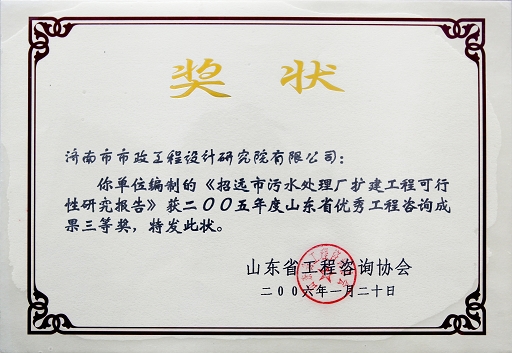 奖状
济南市市政工程设计研究院有限公司：
你单位编制的《招远市污水处理厂扩建工程可行
性研究报告》获二〇〇五年度山东省优秀工程咨询成
果三等奖，特发此状。
山东省工程咨询协会
二〇〇六年一月二十日